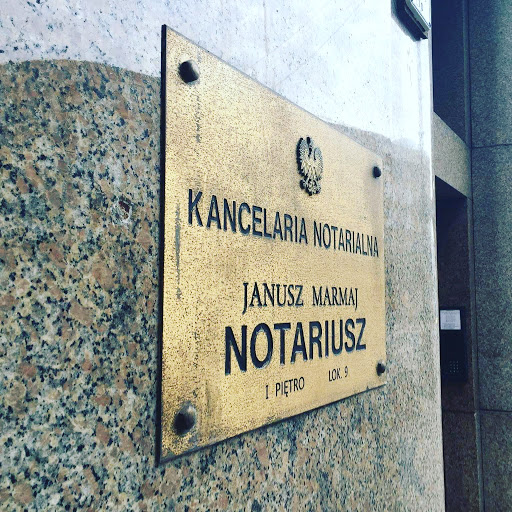 KANCELARIA NOTARIALNA
JANUSZ MARMAJ
NOTARIUSZ
I PIĘTRO LOK. 9